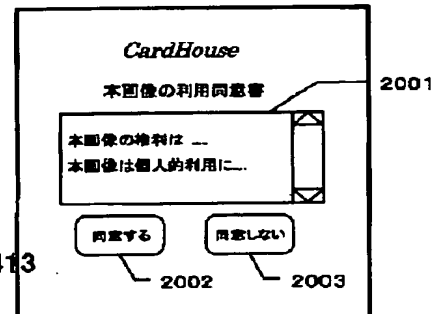 CardHouse
本画像の利用同意書
2001
本画像の権利は ...
本画像は個人的利用に...
同意する
同意しない
413
2002
2003